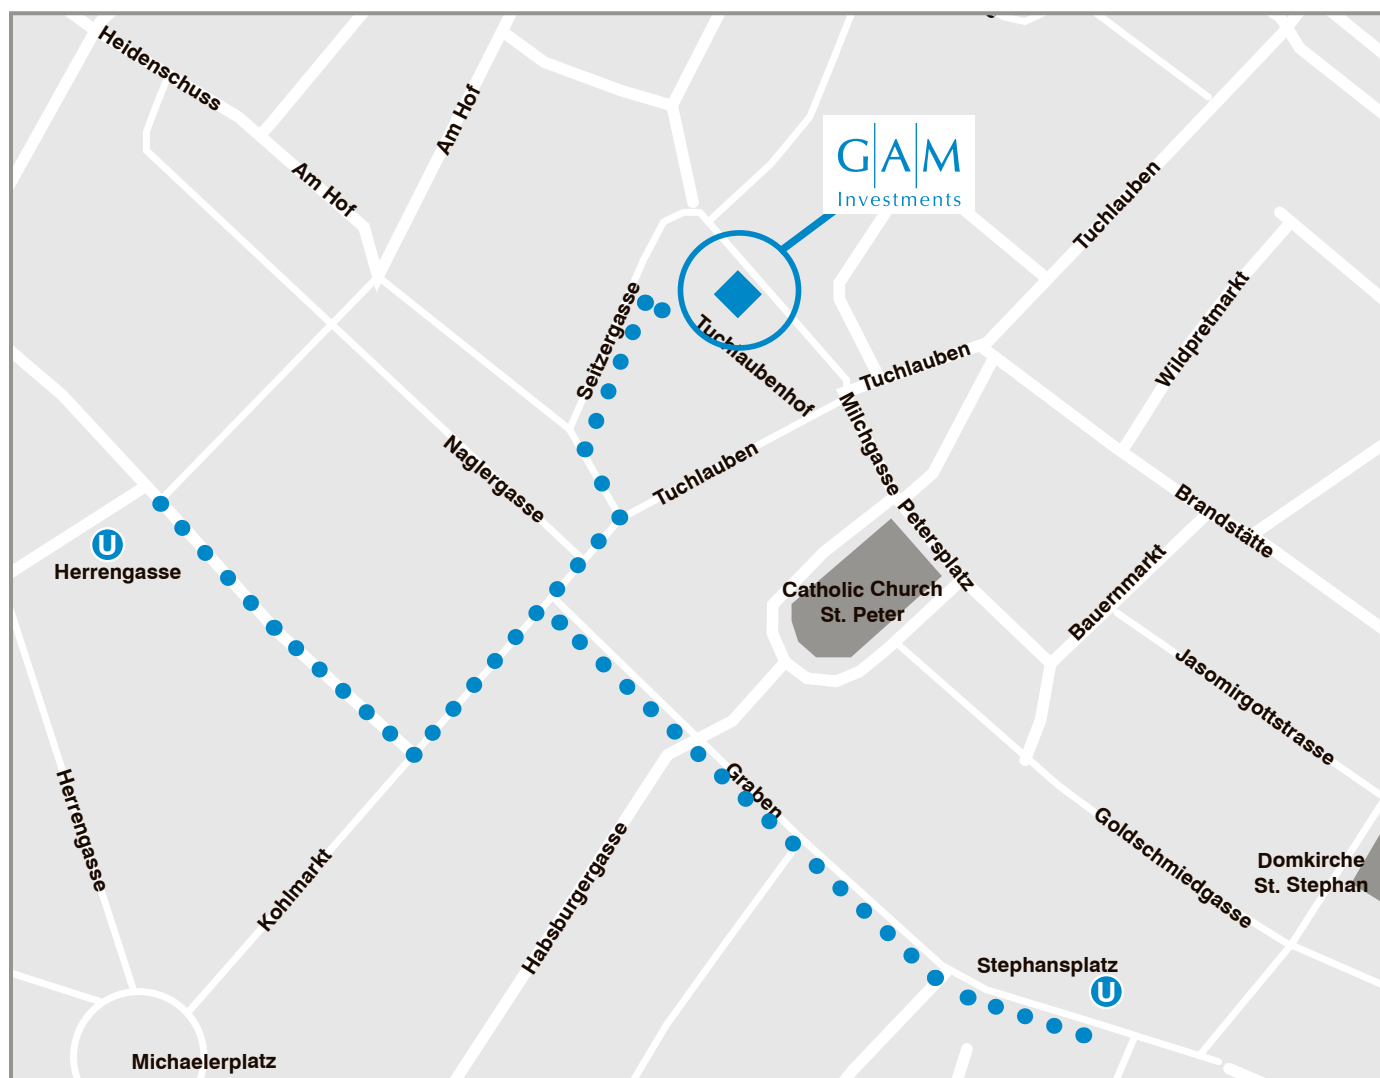 Heidenschuss
Am Hof
Am Hof
G|A|M
Investments
Tuchlauben
Seitzergasse
Tuchlaubenhof
Tuchlauben
Wildpretmarkt
Milchgasse
Naglergasse
Tuchlauben
Petersplatz
Brandstätte
U
Herrengasse
Catholic Church
St. Peter
Bauernmarkt
Jasomirgottstrasse
Herrengasse
Graben
Goldschmiedgasse
Kohlmarkt
Habsburgergasse
Domkirche
St. Stephan
Stephansplatz
U
Michaelerplatz